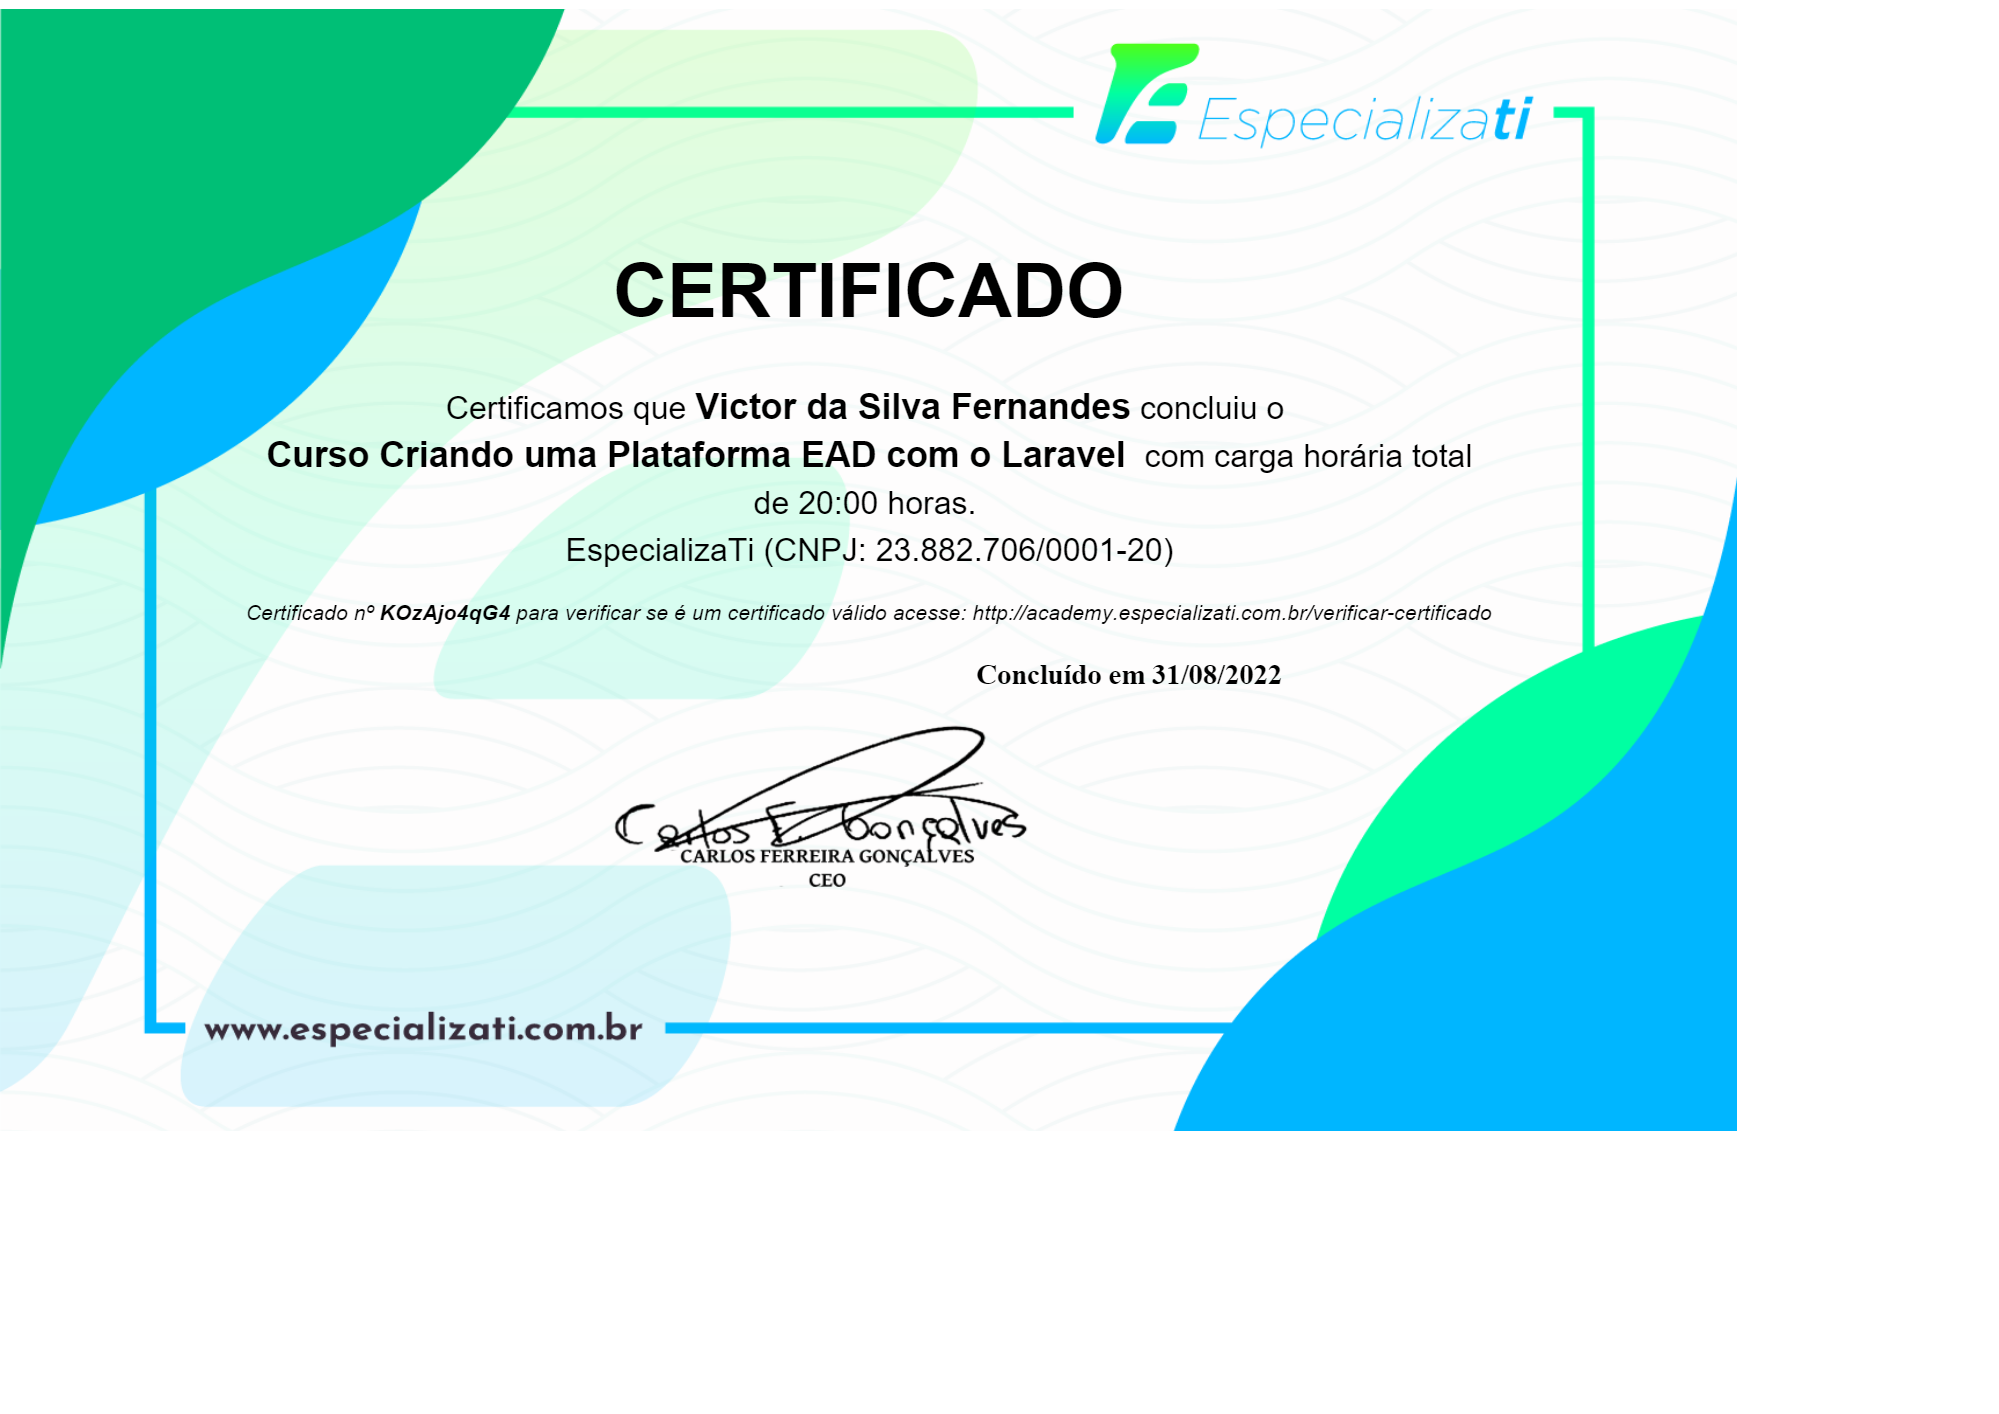 Especializati
CERTIFICADO
Certificamos que Victor da Silva Fernandes concluiu o
Curso Criando uma Plataforma EAD com o Laravel com carga horária total
de 20:00 horas.
EspecializaTi (CNPJ: 23.882.706/0001-20)
Certificado nº KOzAjo4qG4 para verificar se é um certificado válido acesse: http://academy.especializati.com.br/verificar-certificado
Concluído em 31/08/2022
Carlos F. Gonçalves
CARLOS FERREIRA GONÇALVES
CEO
www.especializati.com.br